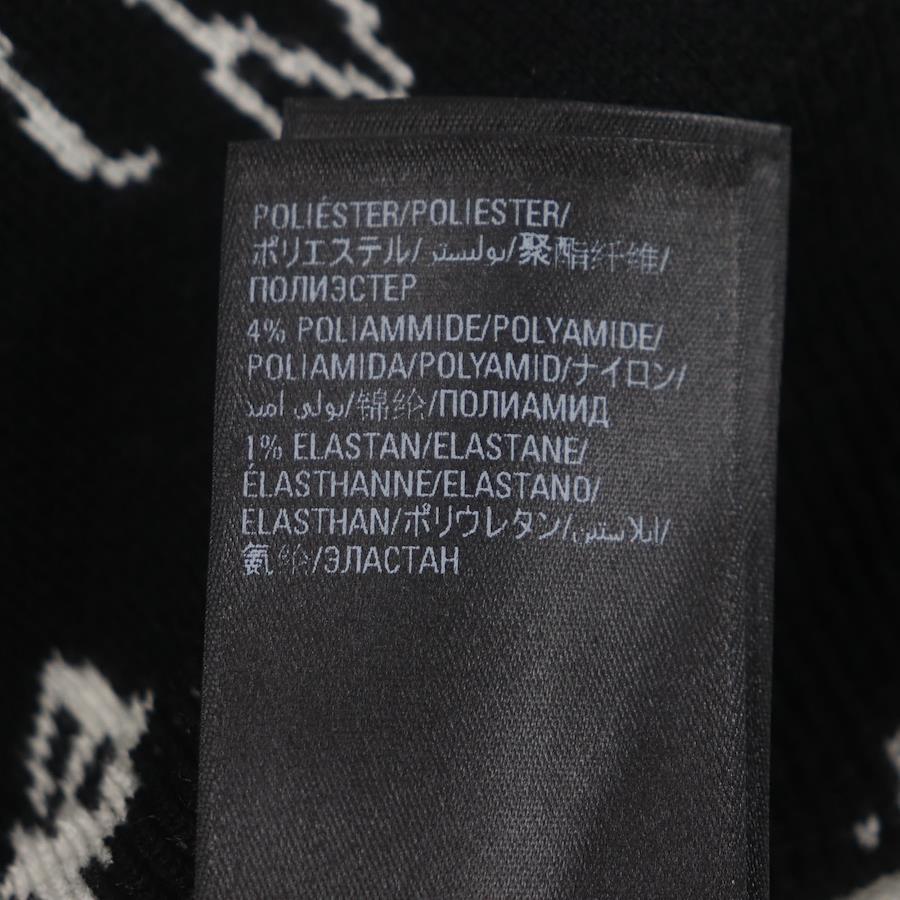 POLIÉSTER/POLIESTER/
ポリエステル/بوليستر/聚酯纤维/
ПОЛИЭСТЕР
4% POLIAMMIDE/POLYAMIDE/
POLIAMIDA/POLYAMID/ナイロン/
بولي أميد/锦纶/ПОЛИАМИД
1% ELASTAN/ELASTANE/
ÉLASTHANNE/ELASTANO/
ELASTHAN/ポリウレタン/ايلاستين/
氨纶/ЭЛАСТАН